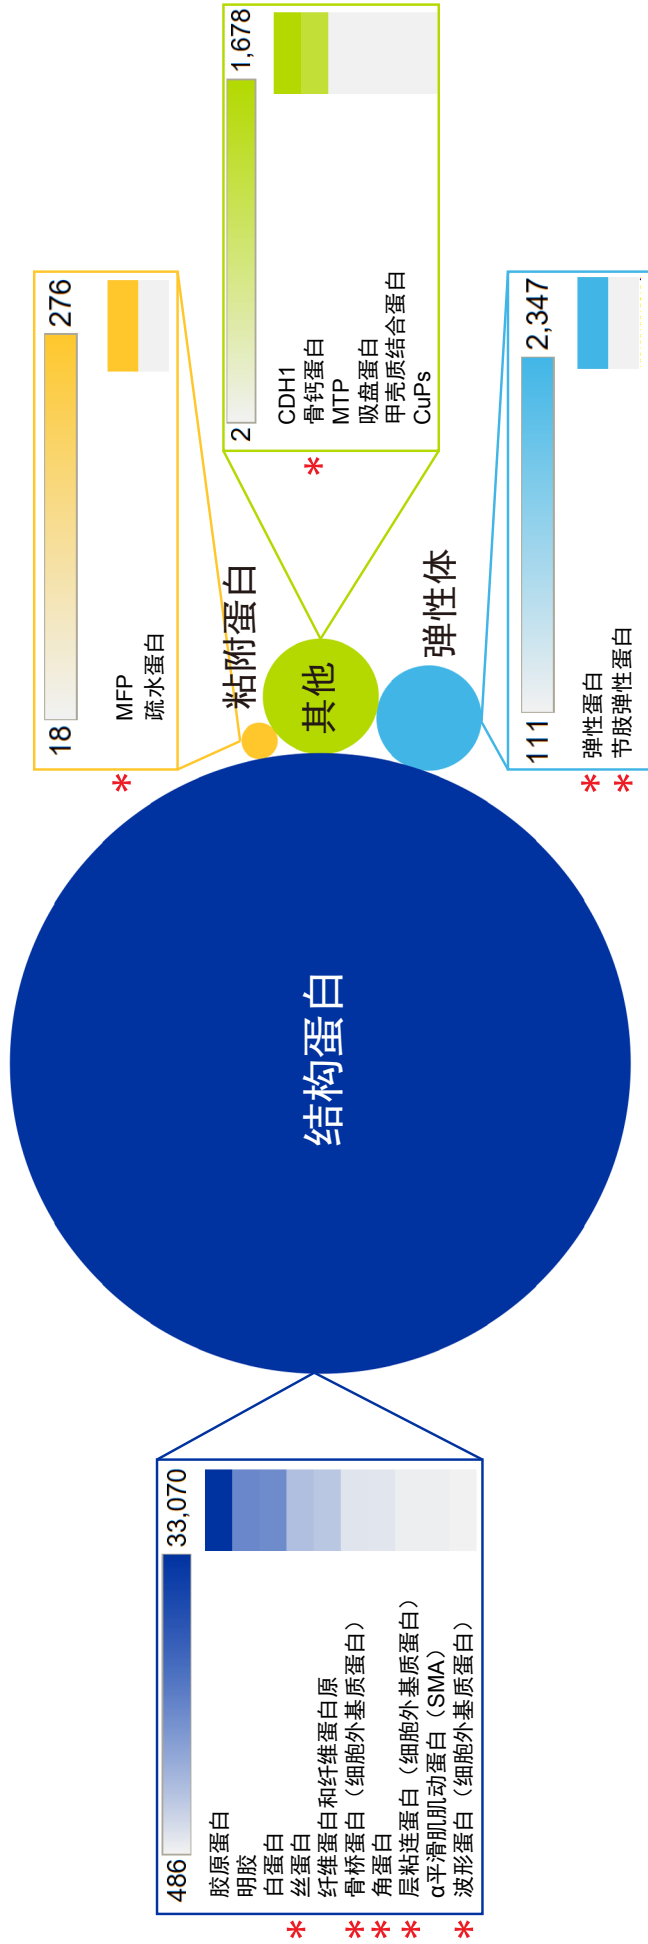 486
33,070
胶原蛋白
明胶
白蛋白
* 丝蛋白
纤维蛋白和纤维蛋白原
* 骨桥蛋白（细胞外基质蛋白）
* 角蛋白
* 层粘连蛋白（细胞外基质蛋白）
α平滑肌肌动蛋白（SMA）
* 波形蛋白（细胞外基质蛋白）
结构蛋白
18
276
* MFP
疏水蛋白
粘附蛋白
2
1,678
CDH1
* 骨钙蛋白
MTP
吸盘蛋白
甲壳质结合蛋白
CuPs
其他
弹性体
111
2,347
* 弹性蛋白
* 节肢弹性蛋白